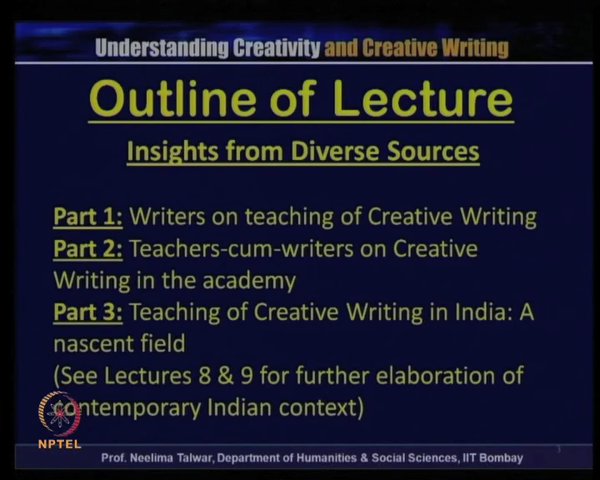 Understanding Creativity and Creative Writing
Outline of Lecture
Insights from Diverse Sources
Part 1: Writers on teaching of Creative Writing
Part 2: Teachers-cum-writers on Creative
Writing in the academy
Part 3: Teaching of Creative Writing in India: A
nascent field
(See Lectures 8 & 9 for further elaboration of
contemporary Indian context)
NPTEL
1
Prof. Neelima Talwar, Department of Humanities & Social Sciences, IIT Bombay